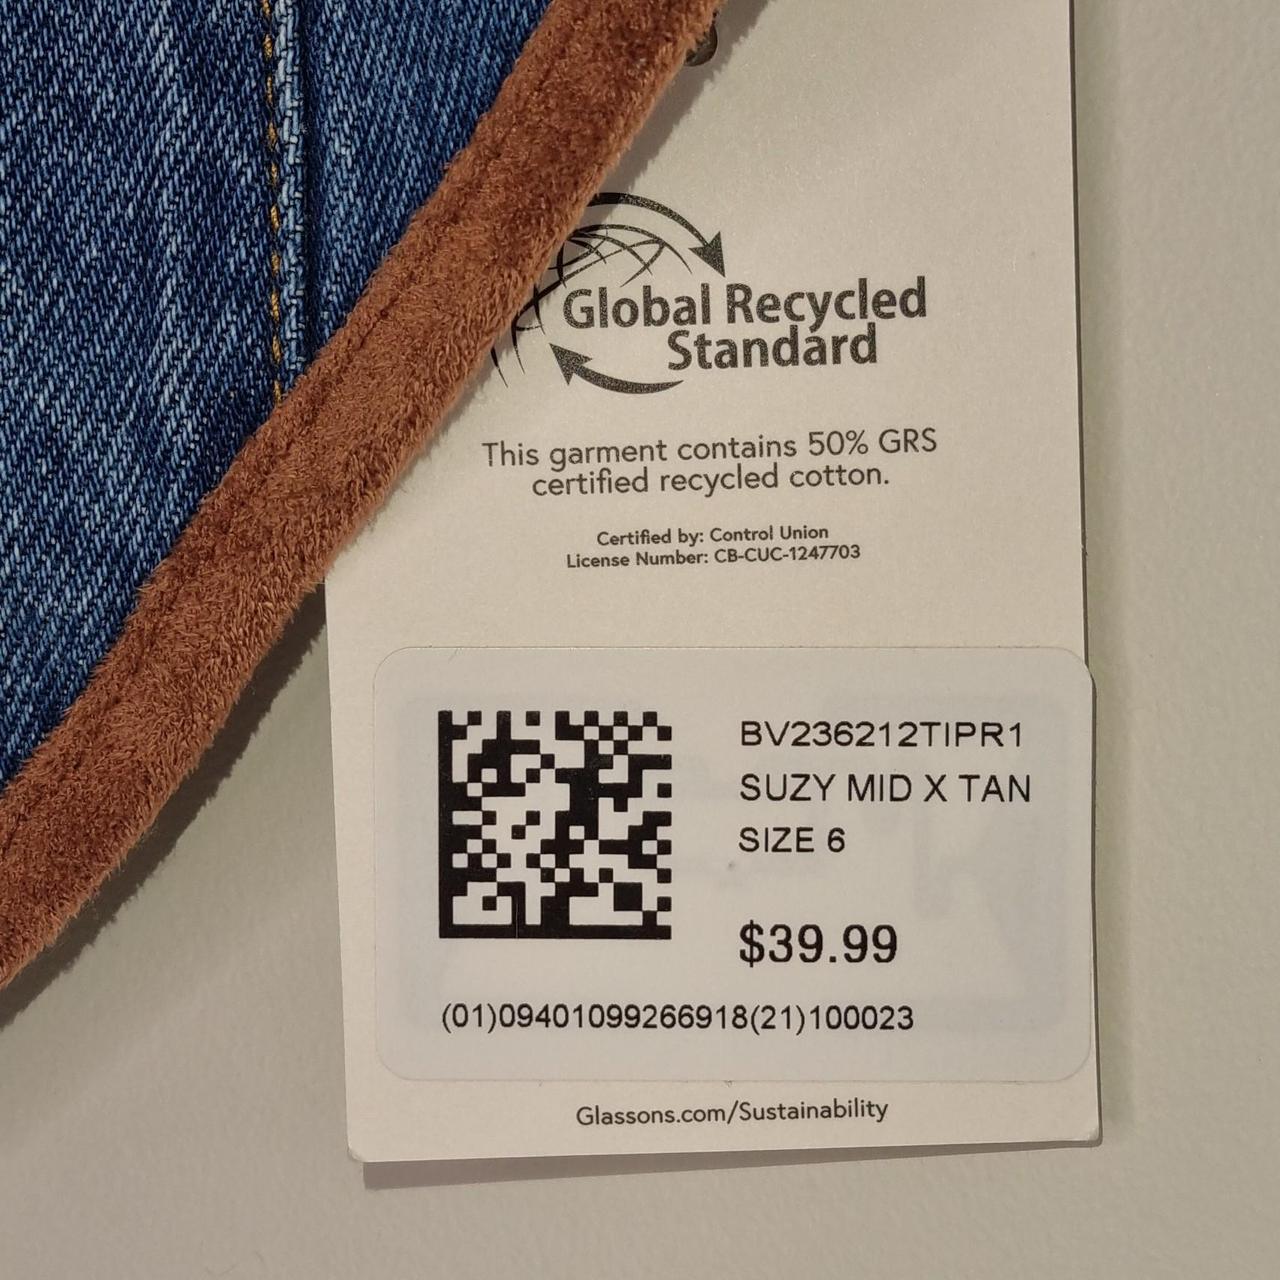 Global Recycled
Standard
This garment contains 50% GRS
certified recycled cotton.
Certified by: Control Union
License Number: CB-CUC-1247703
BV236212TIPR1
SUZY MID X TAN
SIZE 6
$39.99
(01)09401099266918(21)100023
Glassons.com/Sustainability